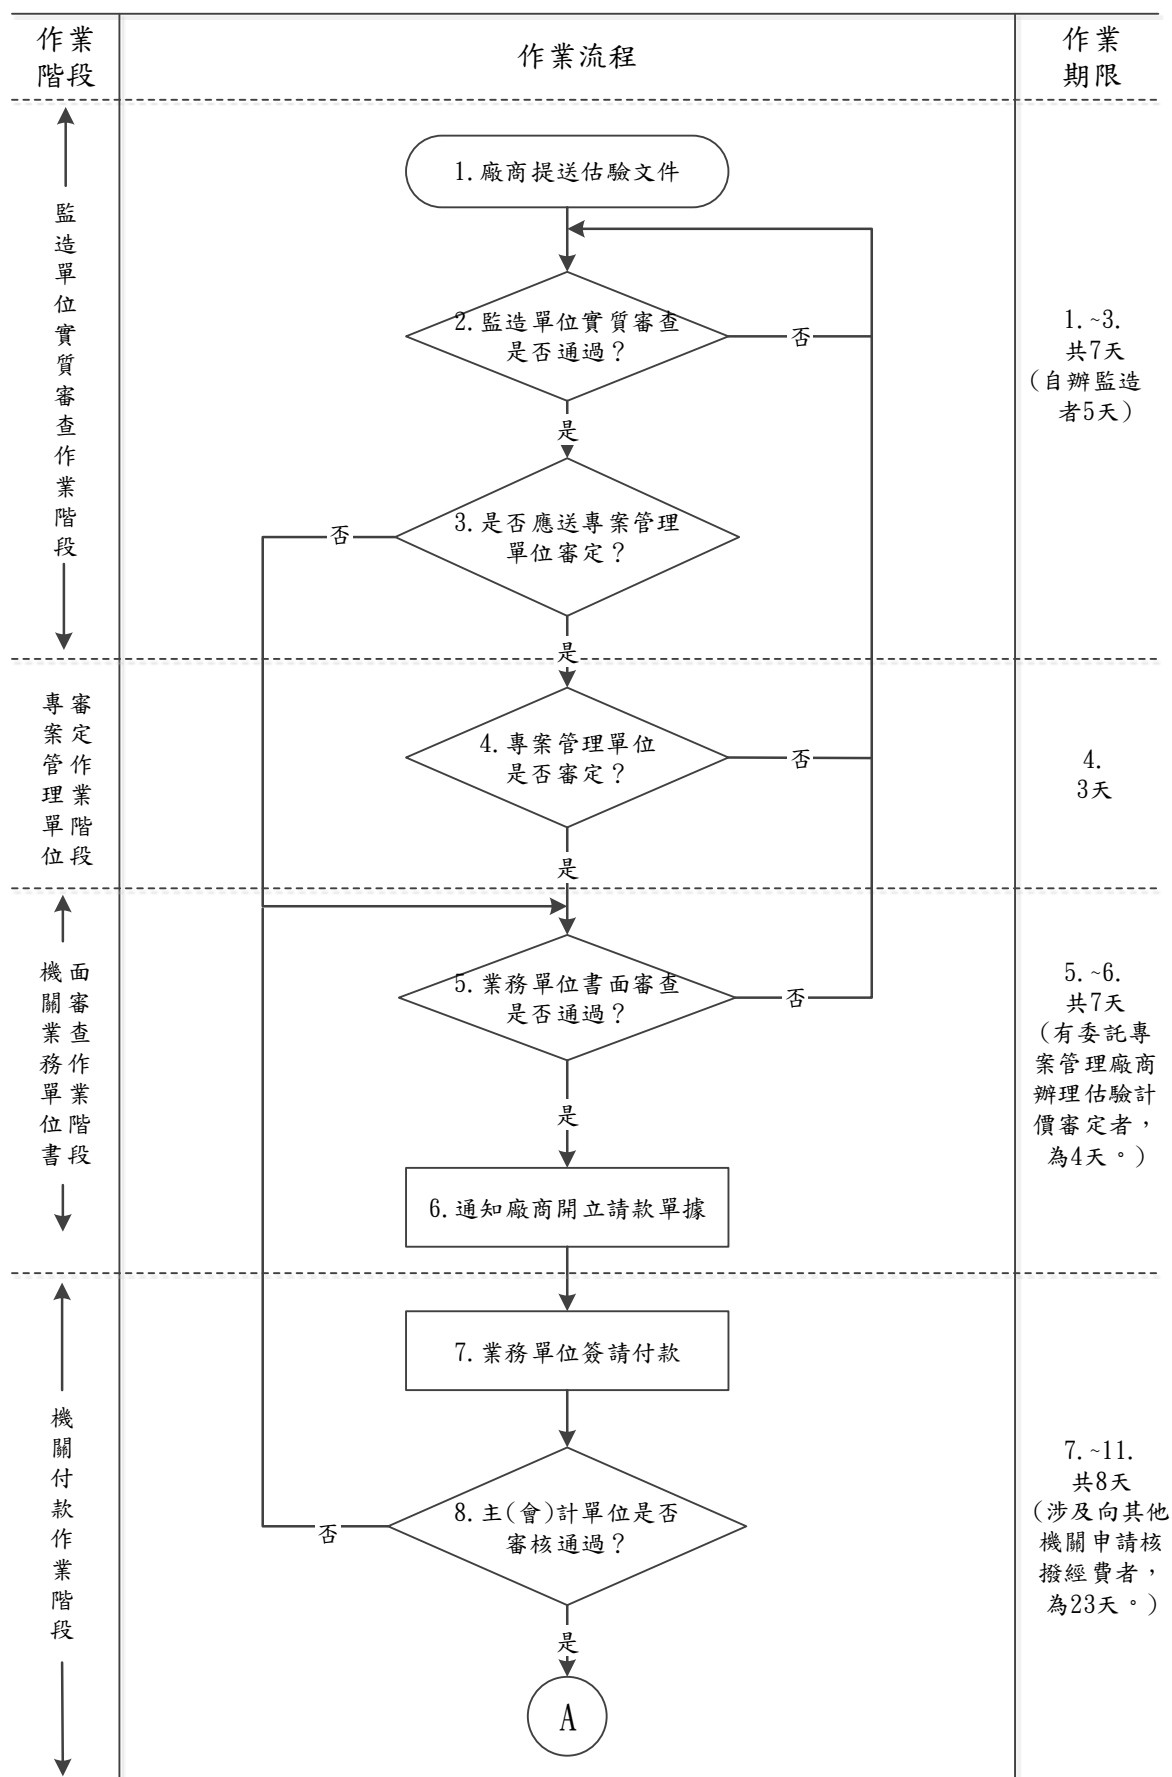 作業
階段
作業流程
作業
期限
監造單位實質審查作業階段
1.廠商提送估驗文件
2.監造單位實質審查
是否通過？
否
是
3.是否應送專案管理
單位審定？
否
是
1.~3.
共7天
（自辦監造
者5天）
專案管理單位
審定作業階段
4.專案管理單位
是否審定？
否
是
4.
3天
機關業務單位書
面審查作業階段
5.業務單位書面審查
是否通過？
否
是
6.通知廠商開立請款單據
5.~6.
共7天
（有委託專
案管理廠商
辦理估驗計
價審定者，
為4天。）
機關付款作業階段
7.業務單位簽請付款
8.主(會)計單位是否
審核通過？
否
是
A
7.~11.
共8天
（涉及向其他
機關申請核
撥經費者，
為23天。）